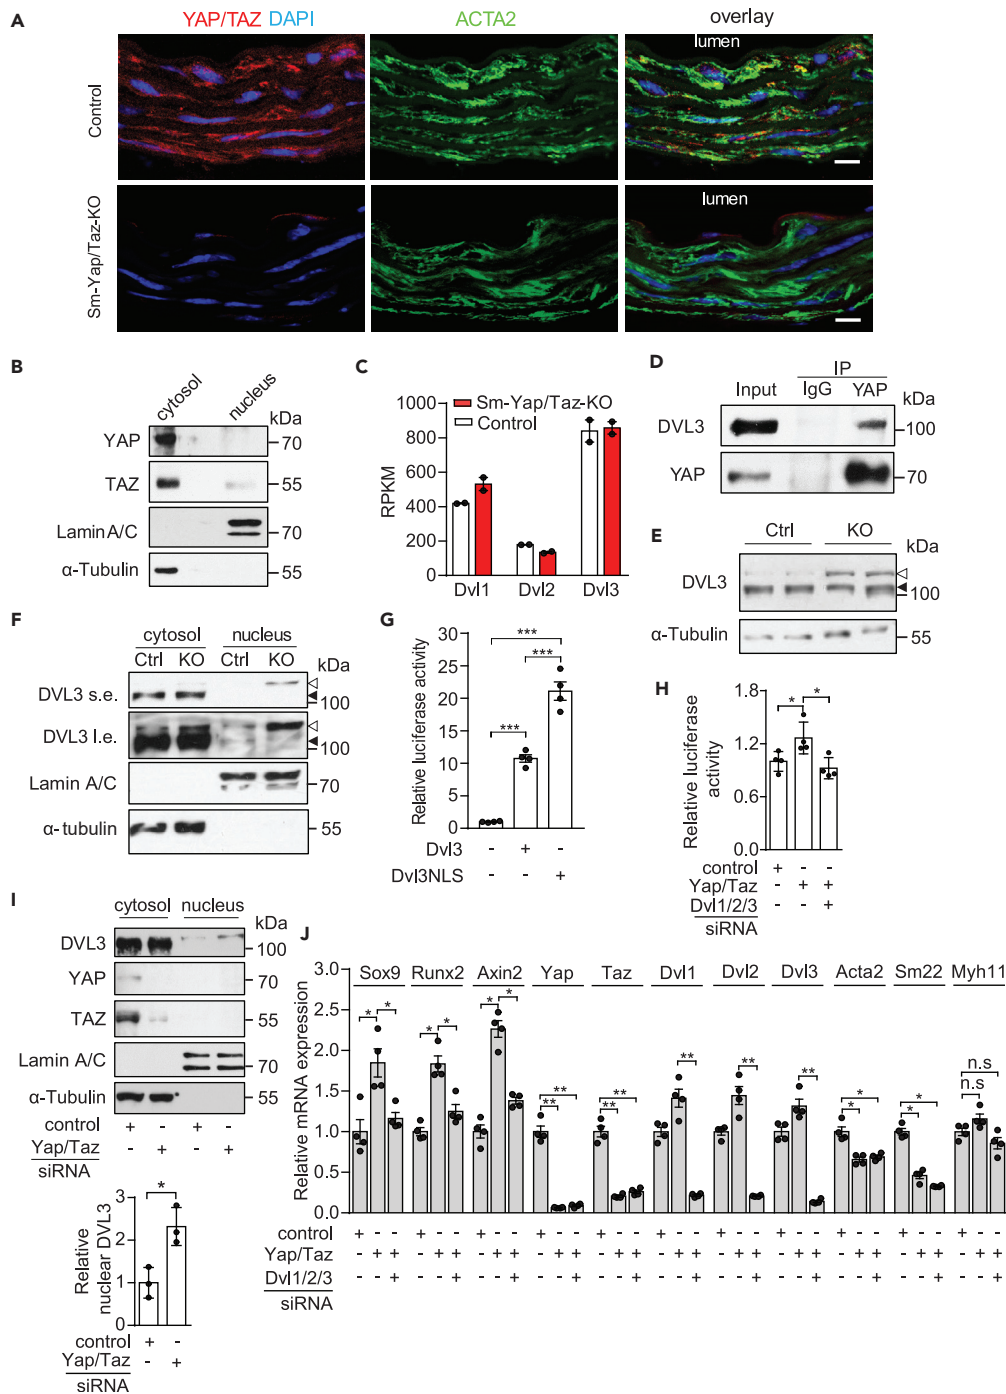 A
YAP/TAZ DAPI
ACTA2
overlay
Control
lumen
Sm-Yap/Taz-KO
lumen
B
cytosol
nucleus
kDa
YAP
70
TAZ
55
Lamin A/C
70
α-Tubulin
55
C
Sm-Yap/Taz-KO
Control
RPKM
1000
800
600
400
200
0
Dvl1 Dvl2 Dvl3
D
IP
Input IgG YAP
kDa
DVL3
100
YAP
70
E
Ctrl KO
kDa
DVL3
100
α-Tubulin
55
F
cytosol nucleus
Ctrl KO Ctrl KO
kDa
DVL3 s.e.
100
DVL3 l.e.
100
Lamin A/C
70
α-tubulin
55
G
Relative luciferase activity
30
25
20
15
10
5
0
***
***
***
Dvl3 - + -
Dvl3NLS - - +
H
Relative luciferase
activity
1.8
1.2
0.6
0.0
* *
control + - -
Yap/Taz - + +
Dvl1/2/3 - - +
siRNA
I
cytosol nucleus
kDa
DVL3
100
YAP
70
TAZ
55
Lamin A/C
70
α-Tubulin
55
control + - + -
Yap/Taz - + - +
siRNA
Relative
nuclear DVL3
3
2
1
0
*
control + -
Yap/Taz - +
siRNA
J
Relative mRNA expression
3.0
2.5
2.0
1.5
1.0
0.5
0.0
Sox9 Runx2 Axin2 Yap Taz Dvl1 Dvl2 Dvl3 Acta2 Sm22 Myh11
* * * * * * ** ** ** ** ** ** ** * * * * n.s n.s
control + - - + - - + - - + - - + - - + - - + - - + - - + - - + - - + - -
Yap/Taz - + + - + + - + + - + + - + + - + + - + + - + + - + + - + + - + +
Dvl1/2/3 - - + - - + - - + - - + - - + - - + - - + - - + - - + - - + - - +
siRNA